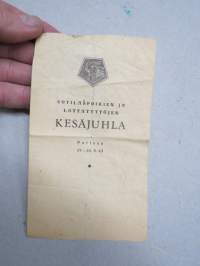 SOTILASPOIKIEN JA
LOTTATYTTÖJEN
KESÄJUHLA